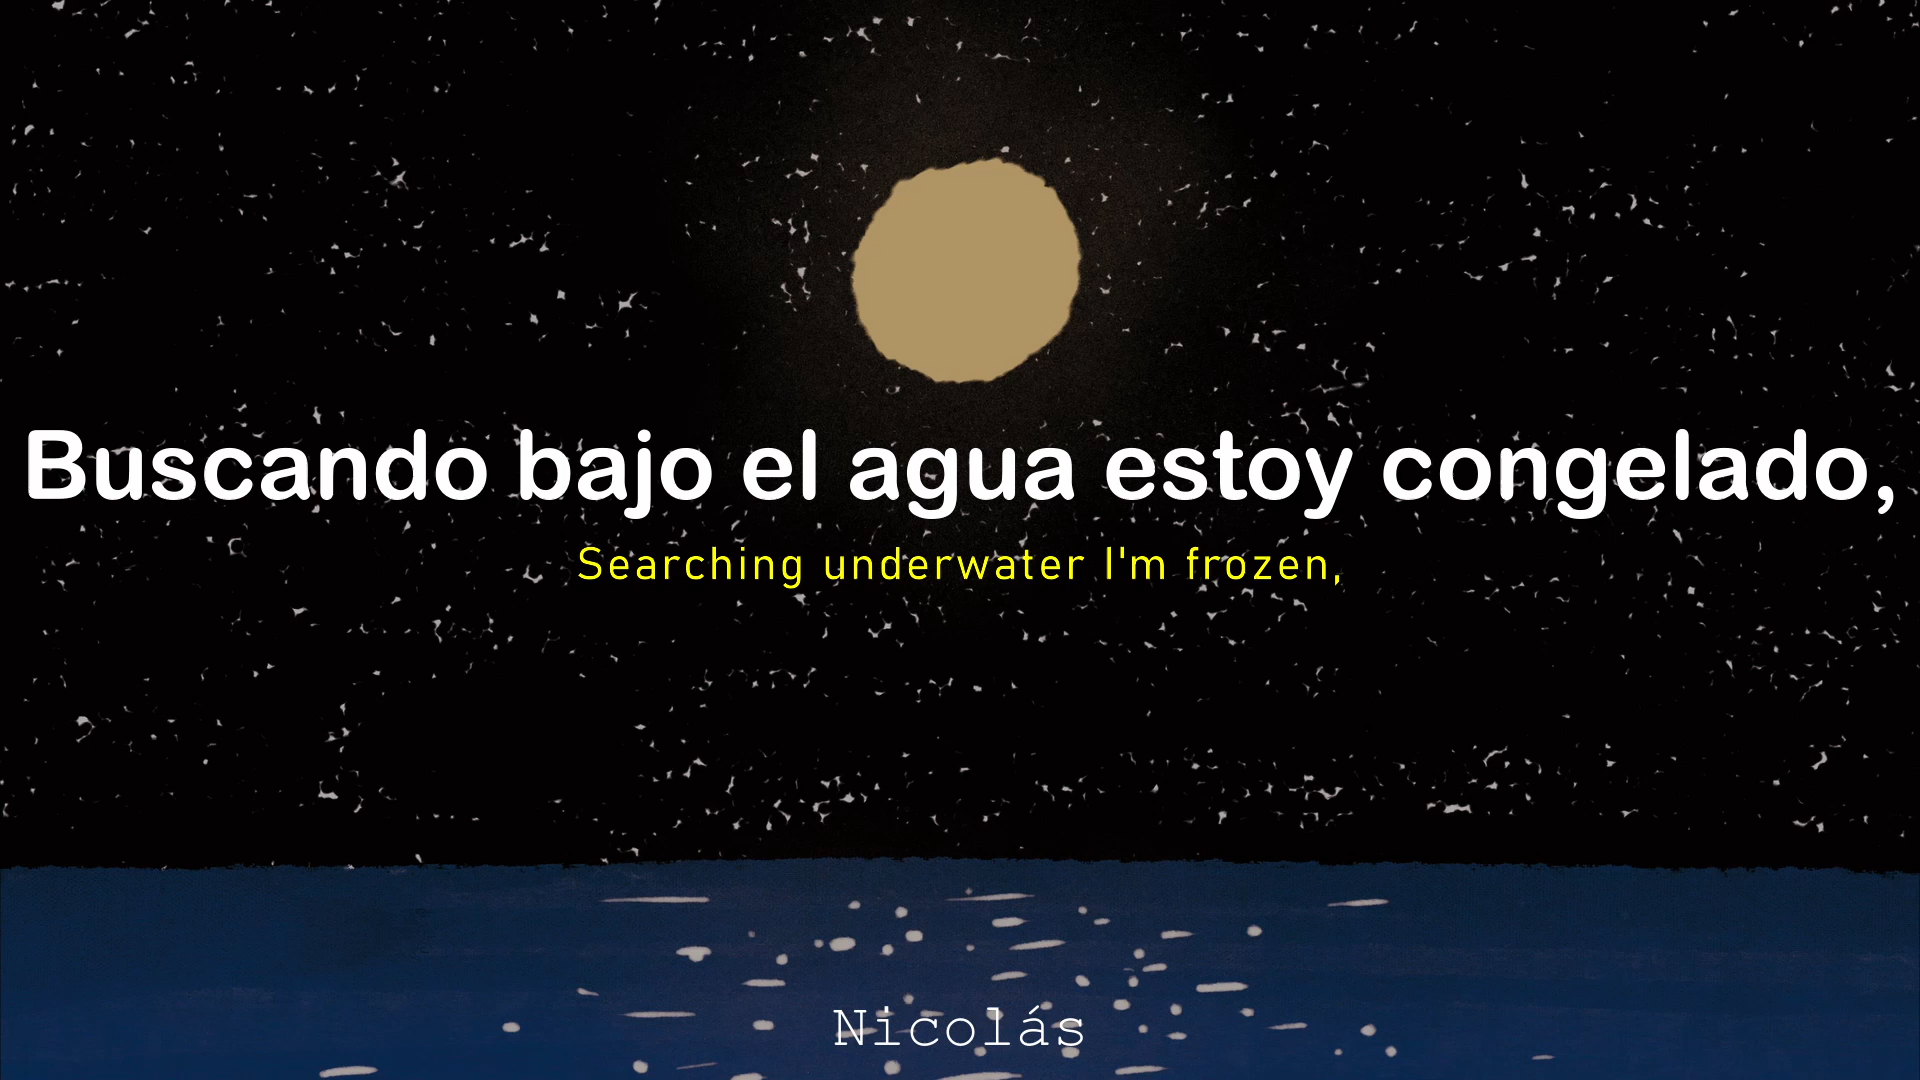 Buscando bajo el agua estoy congelado,
Searching underwater I'm frozen,
Nicolás